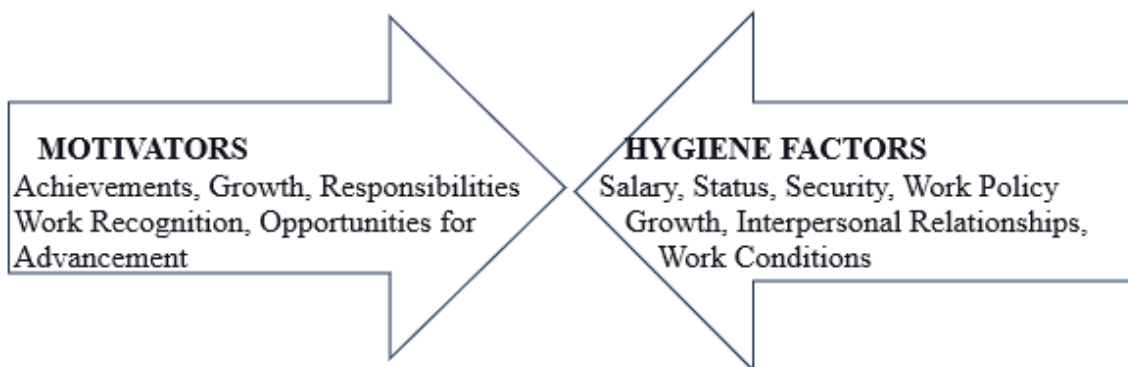 MOTIVATORS
Achievements, Growth, Responsibilities
Work Recognition, Opportunities for
Advancement
HYGIENE FACTORS
Salary, Status, Security, Work Policy
Growth, Interpersonal Relationships,
Work Conditions